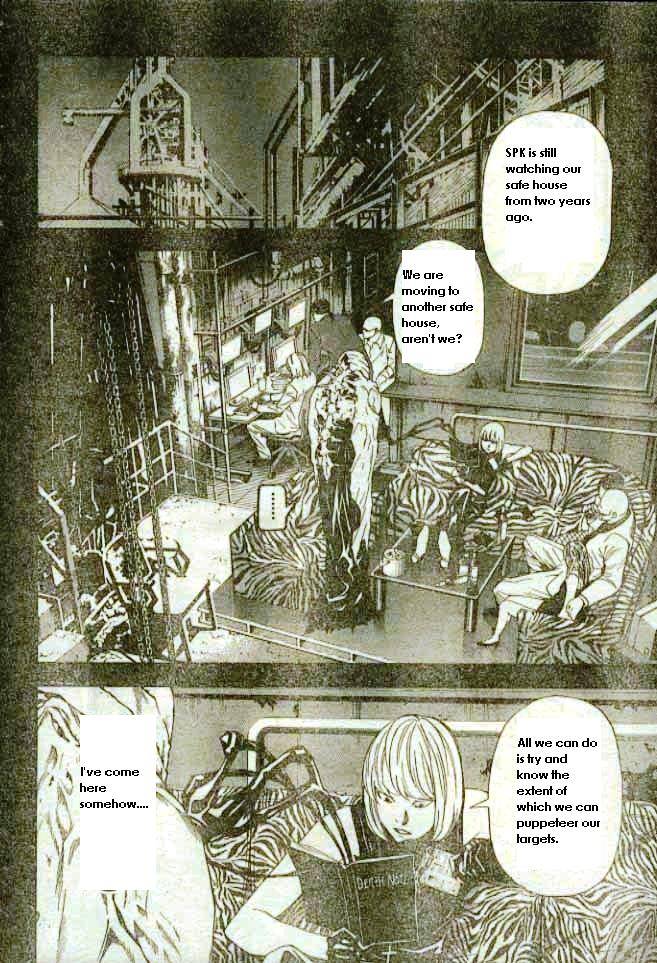 SPK is still
watching our
safe house
from two years
ago.
We are
moving to
another safe
house,
aren't we?
......
All we can do
is try and
know the
extent of
which we can
puppeteer our
targets.
I've come
here
somehow....
DEATH NOTE